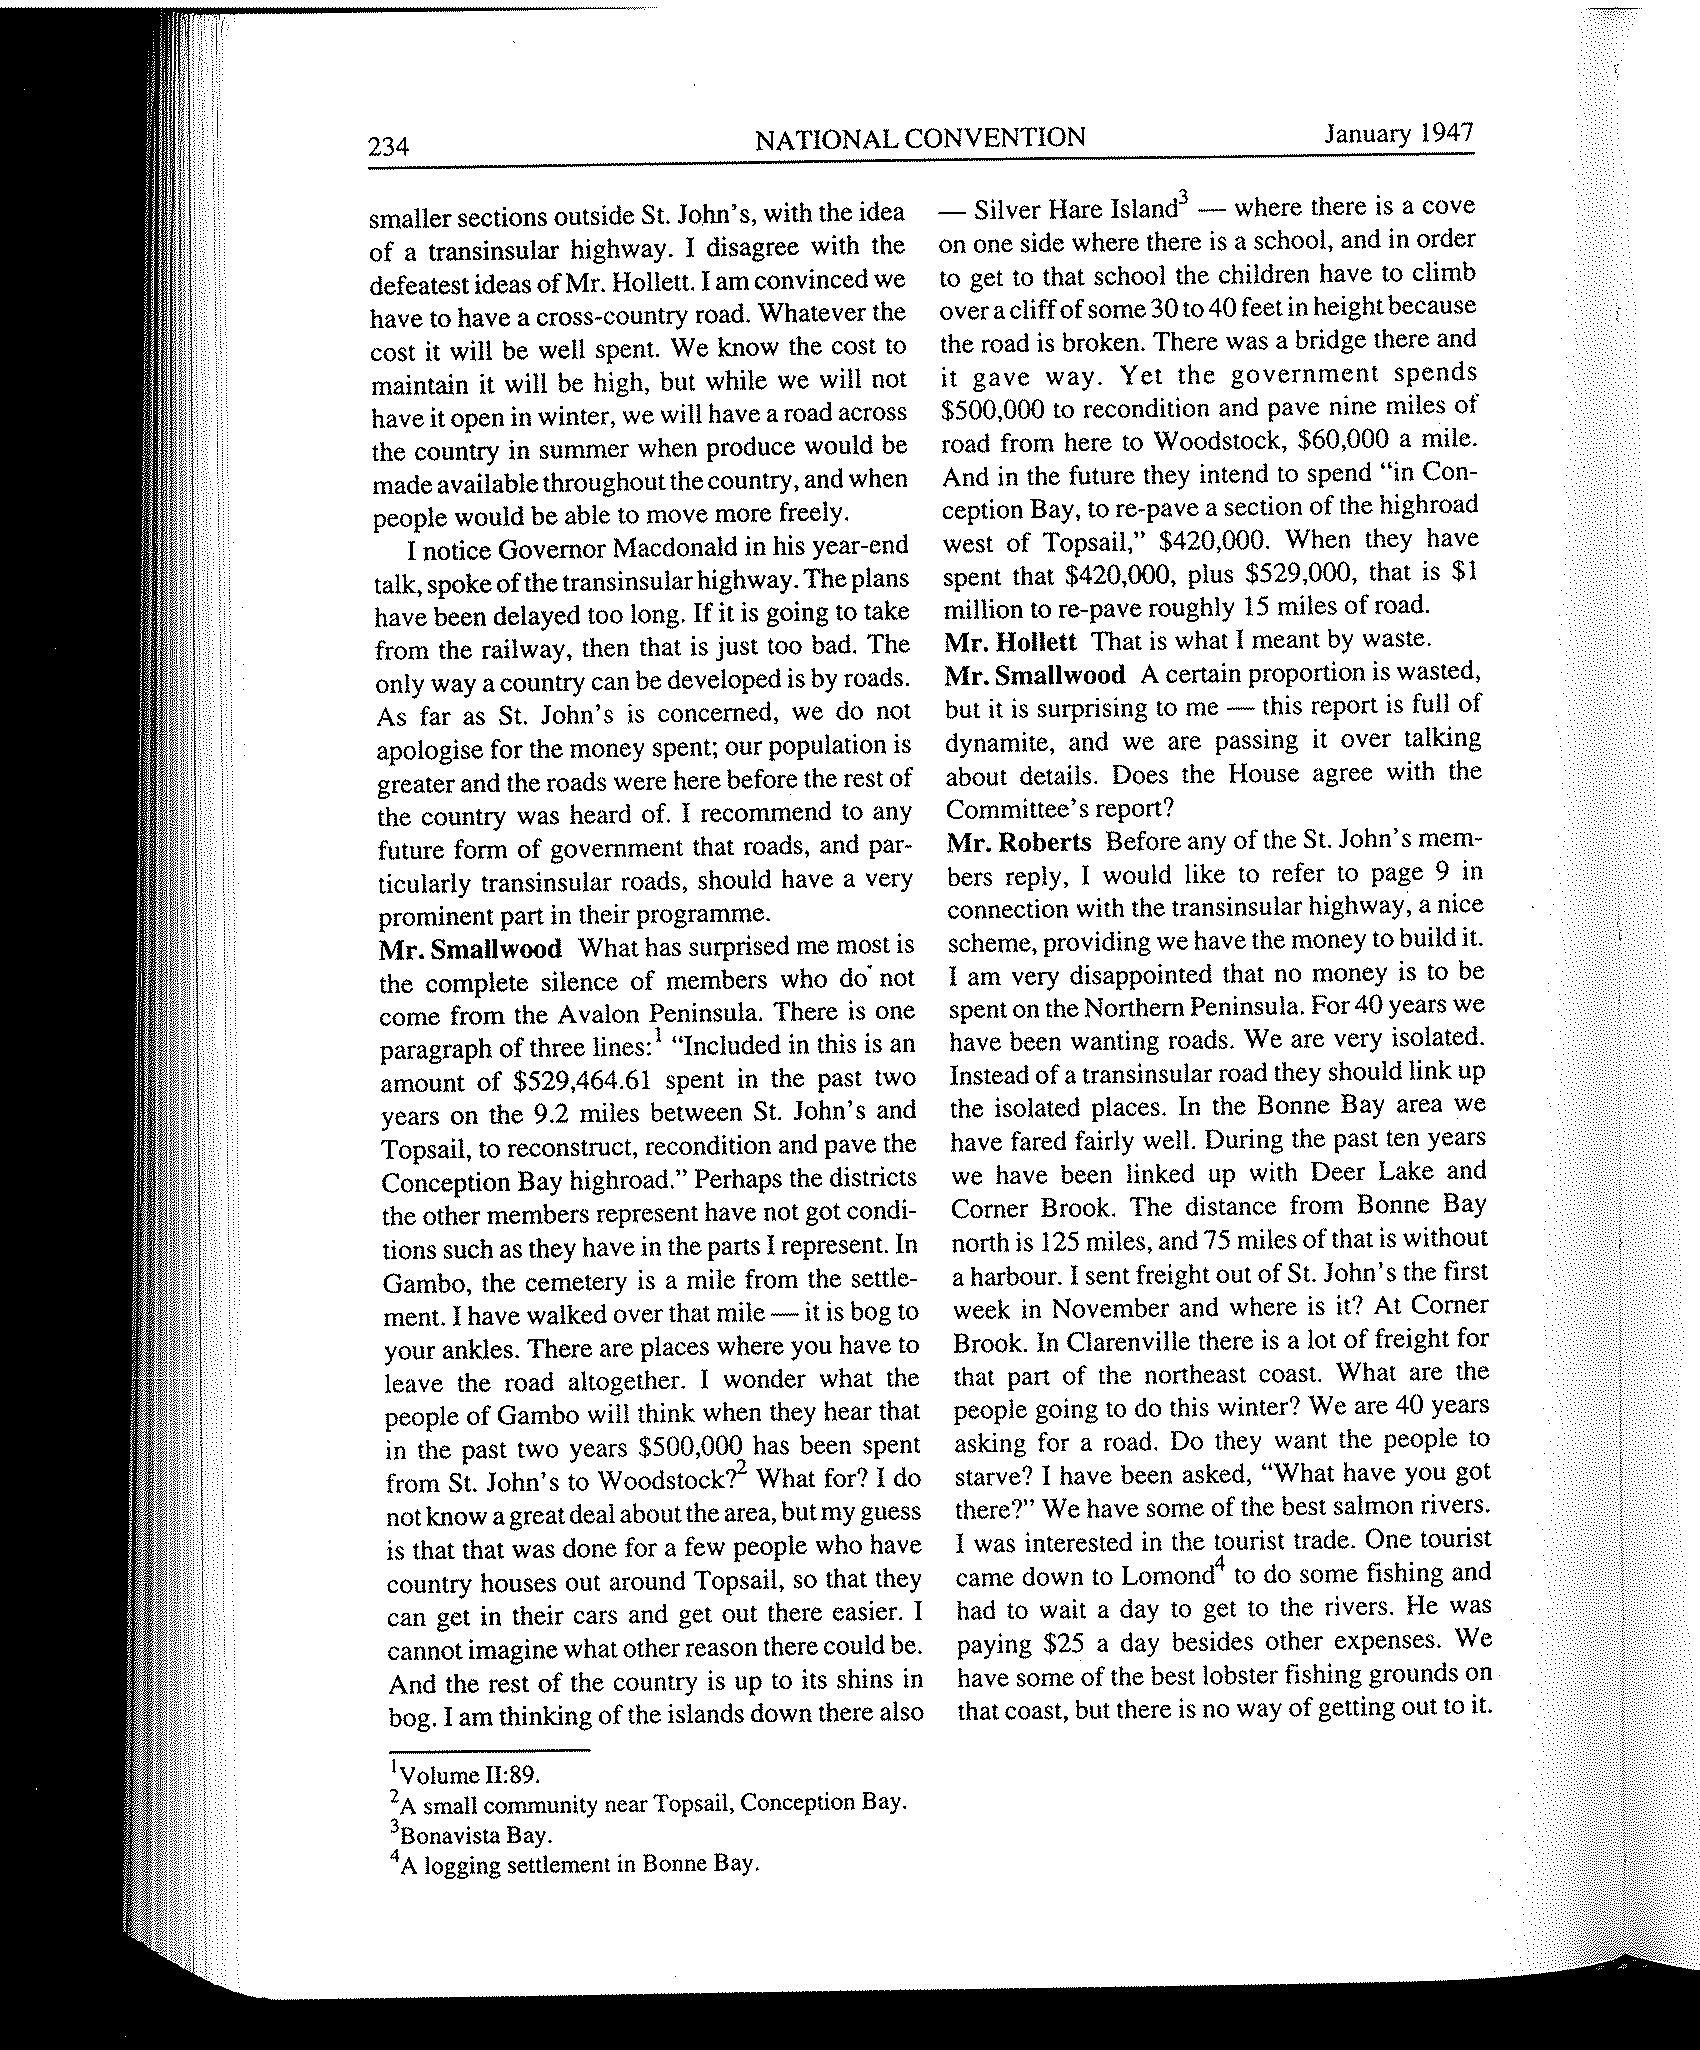 234
NATIONAL CONVENTION
January 1947
smaller sections outside St. John's, with the idea
of a transinsular highway. I disagree with the
defeatest ideas of Mr. Hollett. I am convinced we
have to have a cross-country road. Whatever the
cost it will be well spent. We know the cost to
maintain it will be high, but while we will not
have it open in winter, we will have a road across
the country in summer when produce would be
made available throughout the country, and when
people would be able to move more freely.
I notice Governor Macdonald in his year-end
talk, spoke of the transinsular highway. The plans
have been delayed too long. If it is going to take
from the railway, then that is just too bad. The
only way a country can be developed is by roads.
As far as St. John's is concerned, we do not
apologise for the money spent; our population is
greater and the roads were here before the rest of
the country was heard of. I recommend to any
future form of government that roads, and par-
ticularly transinsular roads, should have a very
prominent part in their programme.
Mr. Smallwood What has surprised me most is
the complete silence of members who do not
come from the Avalon Peninsula. There is one
paragraph of three lines:¹ "Included in this is an
amount of $529,464.61 spent in the past two
years on the 9.2 miles between St. John's and
Topsail, to reconstruct, recondition and pave the
Conception Bay highroad." Perhaps the districts
the other members represent have not got condi-
tions such as they have in the parts I represent. In
Gambo, the cemetery is a mile from the settle-
ment. I have walked over that mile — it is bog to
your ankles. There are places where you have to
leave the road altogether. I wonder what the
people of Gambo will think when they hear that
in the past two years $500,000 has been spent
from St. John's to Woodstock?² What for? I do
not know a great deal about the area, but my guess
is that that was done for a few people who have
country houses out around Topsail, so that they
can get in their cars and get out there easier. I
cannot imagine what other reason there could be.
And the rest of the country is up to its shins in
bog. I am thinking of the islands down there also
— Silver Hare Island³ — where there is a cove
on one side where there is a school, and in order
to get to that school the children have to climb
over a cliff of some 30 to 40 feet in height because
the road is broken. There was a bridge there and
it gave way. Yet the government spends
$500,000 to recondition and pave nine miles of
road from here to Woodstock, $60,000 a mile.
And in the future they intend to spend "in Con-
ception Bay, to re-pave a section of the highroad
west of Topsail," $420,000. When they have
spent that $420,000, plus $529,000, that is $1
million to re-pave roughly 15 miles of road.
Mr. Hollett That is what I meant by waste.
Mr. Smallwood A certain proportion is wasted,
but it is surprising to me — this report is full of
dynamite, and we are passing it over talking
about details. Does the House agree with the
Committee's report?
Mr. Roberts Before any of the St. John's mem-
bers reply, I would like to refer to page 9 in
connection with the transinsular highway, a nice
scheme, providing we have the money to build it.
I am very disappointed that no money is to be
spent on the Northern Peninsula. For 40 years we
have been wanting roads. We are very isolated.
Instead of a transinsular road they should link up
the isolated places. In the Bonne Bay area we
have fared fairly well. During the past ten years
we have been linked up with Deer Lake and
Corner Brook. The distance from Bonne Bay
north is 125 miles, and 75 miles of that is without
a harbour. I sent freight out of St. John's the first
week in November and where is it? At Corner
Brook. In Clarenville there is a lot of freight for
that part of the northeast coast. What are the
people going to do this winter? We are 40 years
asking for a road. Do they want the people to
starve? I have been asked, "What have you got
there?" We have some of the best salmon rivers.
I was interested in the tourist trade. One tourist
came down to Lomond⁴ to do some fishing and
had to wait a day to get to the rivers. He was
paying $25 a day besides other expenses. We
have some of the best lobster fishing grounds on
that coast, but there is no way of getting out to it.
¹Volume II:89.
²A small community near Topsail, Conception Bay.
³Bonavista Bay.
⁴A logging settlement in Bonne Bay.